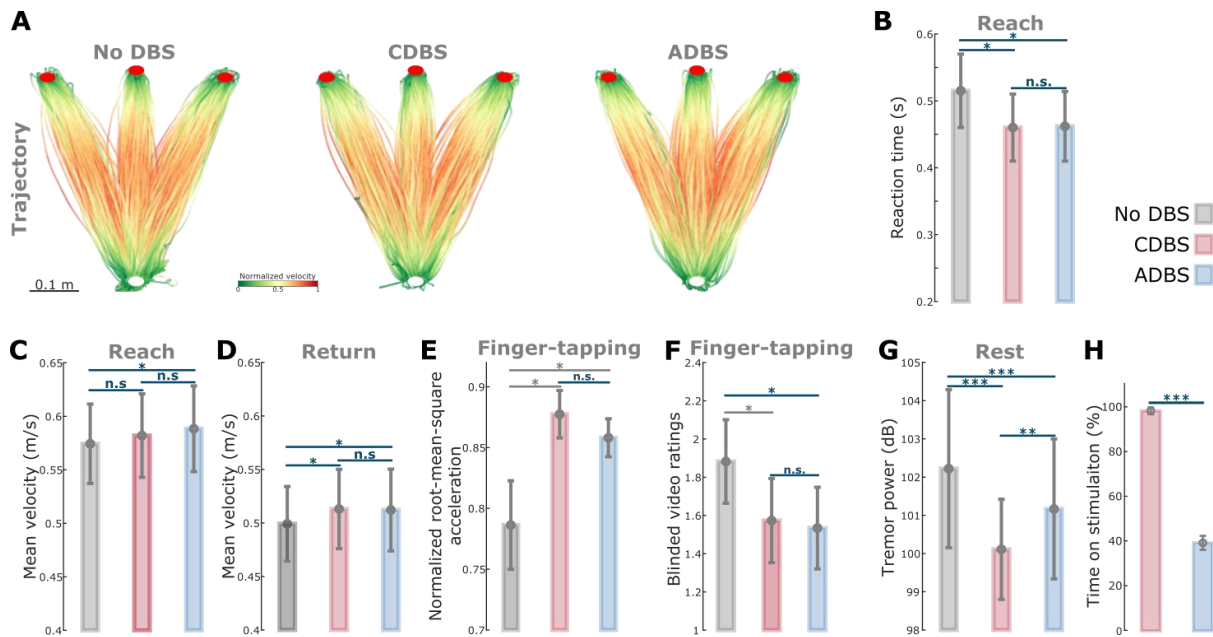 A
No DBS
CDBS
ADBS
Trajectory
0.1 m
Normalized velocity
0
0.5
1
B
Reach
Reaction time (s)
0.6
0.5
0.4
0.3
0.2
*
*
n.s.
No DBS
CDBS
ADBS
C
Reach
Mean velocity (m/s)
0.65
0.6
0.55
0.5
0.45
0.4
*
n.s
n.s
D
Return
Mean velocity (m/s)
0.65
0.6
0.55
0.5
0.45
0.4
*
*
n.s
E
Finger-tapping
Normalized root-mean-square
acceleration
0.9
0.85
0.8
0.7
*
*
n.s.
F
Finger-tapping
Blinded video ratings
2.4
2.2
2
1.8
1.6
1.4
1.2
1
*
*
n.s.
G
Rest
Tremor power (dB)
105
104
103
102
101
100
99
98
***
***
**
H
Time on stimulaiton (%)
100
80
60
40
20
0
***